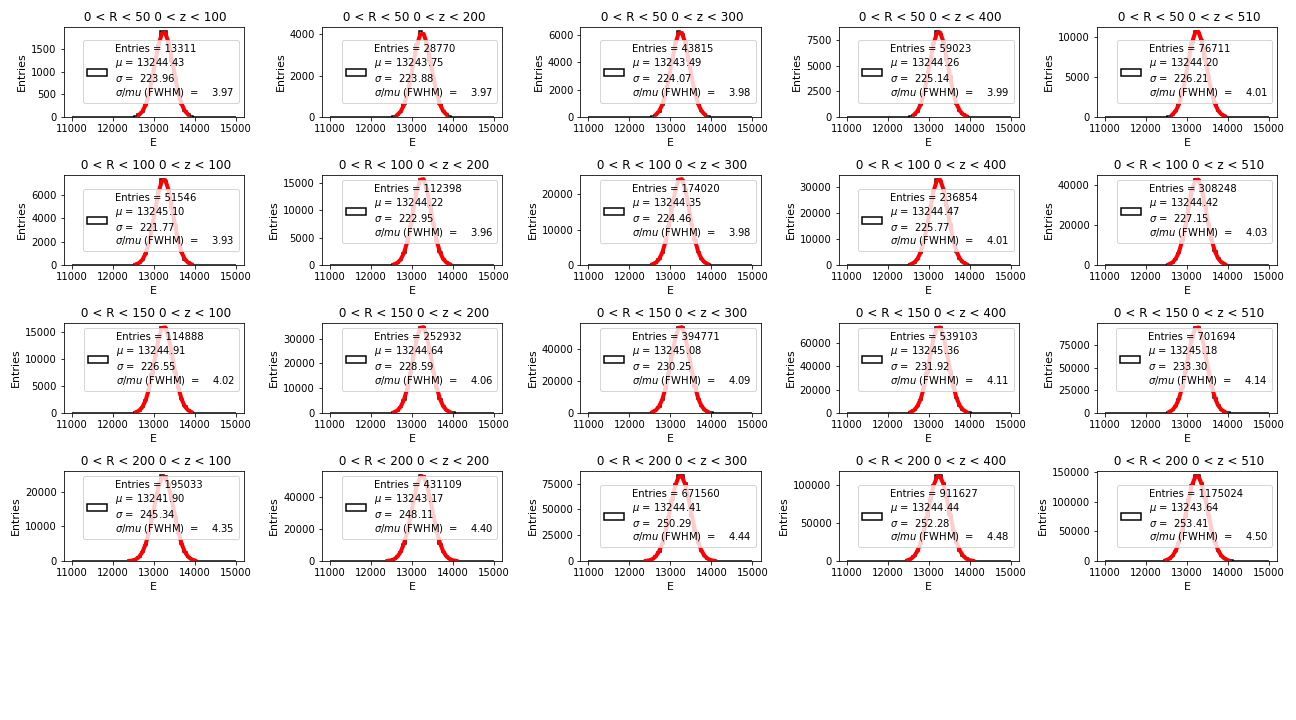 0 < R < 50 0 < z < 100
Entries
1500
1000
500
0
Entries = 13311
μ = 13244.43
σ = 223.96
σ/mu (FWHM) = 3.97
11000 12000 13000 14000 15000
E
0 < R < 50 0 < z < 200
Entries
4000
2000
0
Entries = 28770
μ = 13243.75
σ = 223.88
σ/mu (FWHM) = 3.97
11000 12000 13000 14000 15000
E
0 < R < 50 0 < z < 300
Entries
6000
4000
2000
0
Entries = 43815
μ = 13243.49
σ = 224.07
σ/mu (FWHM) = 3.98
11000 12000 13000 14000 15000
E
0 < R < 50 0 < z < 400
Entries
7500
5000
2500
0
Entries = 59023
μ = 13244.26
σ = 225.14
σ/mu (FWHM) = 3.99
11000 12000 13000 14000 15000
E
0 < R < 50 0 < z < 510
Entries
10000
5000
0
Entries = 76711
μ = 13244.20
σ = 226.21
σ/mu (FWHM) = 4.01
11000 12000 13000 14000 15000
E
0 < R < 100 0 < z < 100
Entries
6000
4000
2000
0
Entries = 51546
μ = 13245.10
σ = 221.77
σ/mu (FWHM) = 3.93
11000 12000 13000 14000 15000
E
0 < R < 100 0 < z < 200
Entries
15000
10000
5000
0
Entries = 112398
μ = 13244.22
σ = 222.95
σ/mu (FWHM) = 3.96
11000 12000 13000 14000 15000
E
0 < R < 100 0 < z < 300
Entries
20000
10000
0
Entries = 174020
μ = 13244.35
σ = 224.46
σ/mu (FWHM) = 3.98
11000 12000 13000 14000 15000
E
0 < R < 100 0 < z < 400
Entries
30000
20000
10000
0
Entries = 236854
μ = 13244.47
σ = 225.77
σ/mu (FWHM) = 4.01
11000 12000 13000 14000 15000
E
0 < R < 100 0 < z < 510
Entries
40000
20000
0
Entries = 308248
μ = 13244.42
σ = 227.15
σ/mu (FWHM) = 4.03
11000 12000 13000 14000 15000
E
0 < R < 150 0 < z < 100
Entries
15000
10000
5000
0
Entries = 114888
μ = 13244.91
σ = 226.55
σ/mu (FWHM) = 4.02
11000 12000 13000 14000 15000
E
0 < R < 150 0 < z < 200
Entries
30000
20000
10000
0
Entries = 252932
μ = 13244.64
σ = 228.59
σ/mu (FWHM) = 4.06
11000 12000 13000 14000 15000
E
0 < R < 150 0 < z < 300
Entries
40000
20000
0
Entries = 394771
μ = 13245.08
σ = 230.25
σ/mu (FWHM) = 4.09
11000 12000 13000 14000 15000
E
0 < R < 150 0 < z < 400
Entries
60000
40000
20000
0
Entries = 539103
μ = 13245.36
σ = 231.92
σ/mu (FWHM) = 4.11
11000 12000 13000 14000 15000
E
0 < R < 150 0 < z < 510
Entries
75000
50000
25000
0
Entries = 701694
μ = 13245.18
σ = 233.30
σ/mu (FWHM) = 4.14
11000 12000 13000 14000 15000
E
0 < R < 200 0 < z < 100
Entries
20000
10000
0
Entries = 195033
μ = 13241.90
σ = 245.34
σ/mu (FWHM) = 4.35
11000 12000 13000 14000 15000
E
0 < R < 200 0 < z < 200
Entries
40000
20000
0
Entries = 431109
μ = 13243.17
σ = 248.11
σ/mu (FWHM) = 4.40
11000 12000 13000 14000 15000
E
0 < R < 200 0 < z < 300
Entries
75000
50000
25000
0
Entries = 671560
μ = 13244.41
σ = 250.29
σ/mu (FWHM) = 4.44
11000 12000 13000 14000 15000
E
0 < R < 200 0 < z < 400
Entries
100000
50000
0
Entries = 911627
μ = 13244.44
σ = 252.28
σ/mu (FWHM) = 4.48
11000 12000 13000 14000 15000
E
0 < R < 200 0 < z < 510
Entries
150000
100000
50000
0
Entries = 1175024
μ = 13243.64
σ = 253.41
σ/mu (FWHM) = 4.50
11000 12000 13000 14000 15000
E